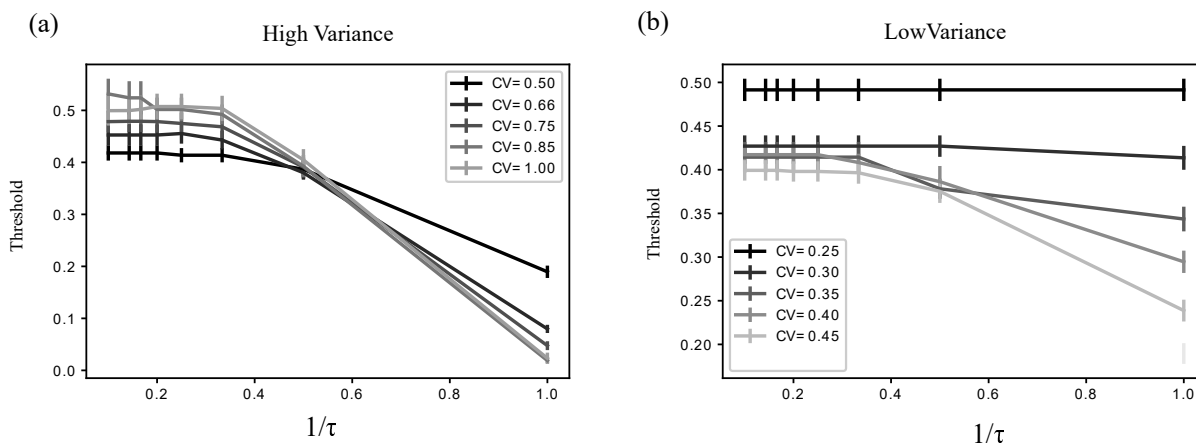 (a)
High Variance
Threshold
0.5
0.4
0.3
0.2
0.1
0.0
CV= 0.50
CV= 0.66
CV= 0.75
CV= 0.85
CV= 1.00
0.2 0.4 0.6 0.8 1.0
1/τ
(b)
LowVariance
Threshold
0.50
0.45
0.40
0.35
0.30
0.25
0.20
CV= 0.25
CV= 0.30
CV= 0.35
CV= 0.40
CV= 0.45
0.2 0.4 0.6 0.8 1.0
1/τ